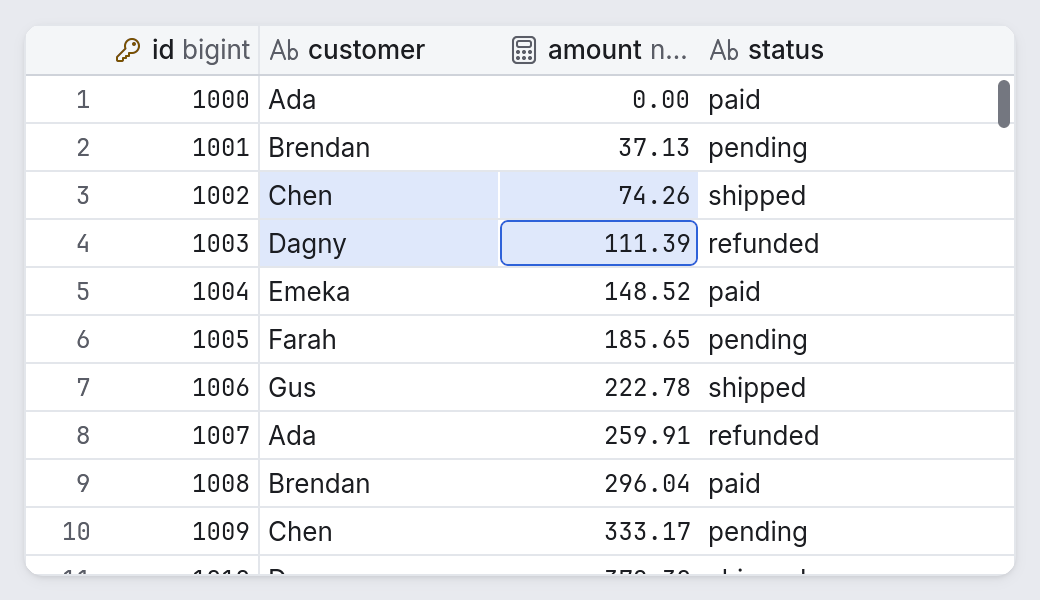 id bigint Ab customer amount n... Ab status
1 1000 Ada 0.00 paid
2 1001 Brendan 37.13 pending
3 1002 Chen 74.26 shipped
4 1003 Dagny 111.39 refunded
5 1004 Emeka 148.52 paid
6 1005 Farah 185.65 pending
7 1006 Gus 222.78 shipped
8 1007 Ada 259.91 refunded
9 1008 Brendan 296.04 paid
10 1009 Chen 333.17 pending